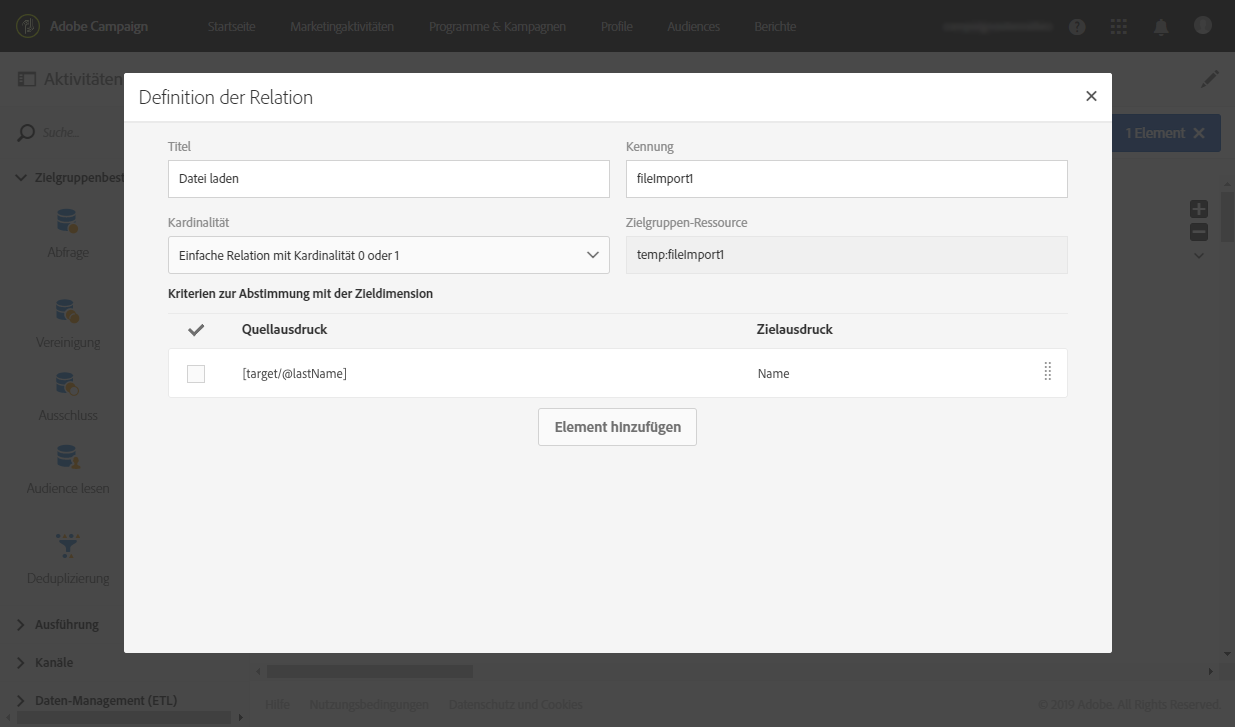 Adobe Campaign Startseite Marketingaktivitäten Programme & Kampagnen Profile Audiences Berichte
Aktivitäten
Suche...
1 Element
Zielgruppenbest
Abfrage
Vereinigung
Ausschluss
Audience lesen
Deduplizierung
Ausführung
Kanäle
Daten-Management (ETL)
Definition der Relation
Titel Kennung
Datei laden fileImport1
Kardinalität Zielgruppen-Ressource
Einfache Relation mit Kardinalität 0 oder 1 temp:fileImport1
Kriterien zur Abstimmung mit der Zieldimension
Quellausdruck Zielausdruck
[target/@lastName] Name
Element hinzufügen
Hilfe Nutzungsbedingungen Datenschutz und Cookies © 2019 Adobe. All Rights Reserved.